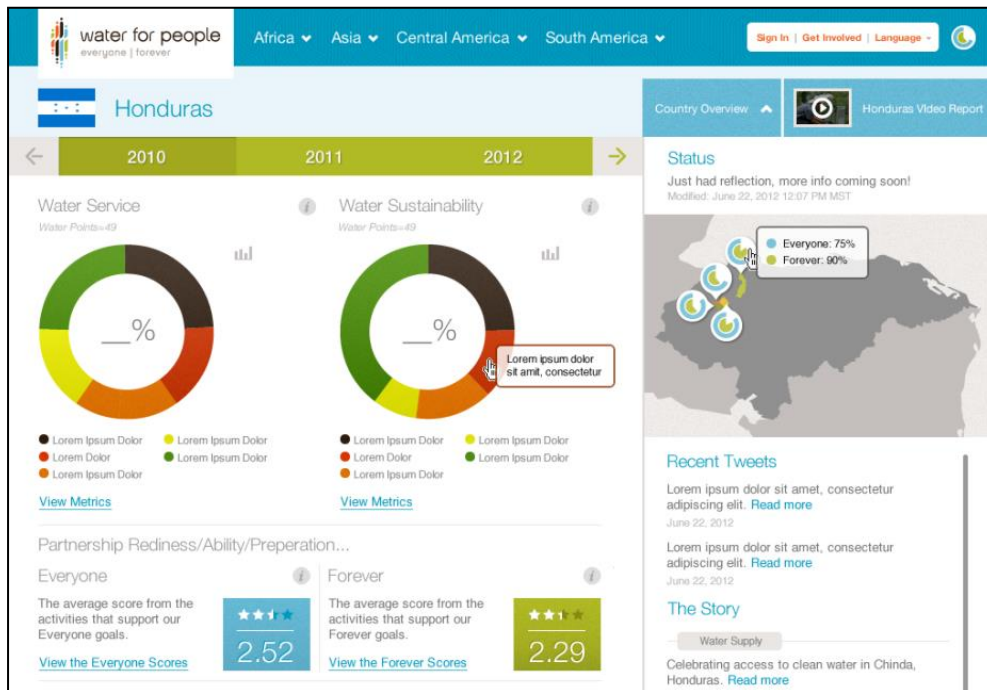 water for people
everyone | forever
Africa
Asia
Central America
South America
Sign In | Get Involved | Language
Honduras
Country Overview
Honduras VIdeo Report
2010
2011
2012
Water Service
Water Points=49
__%
Lorem Ipsum Dolor
Lorem Dolor
Lorem Ipsum Dolor
Lorem Ipsum Dolor
Lorem Ipsum Dolor
View Metrics
Water Sustainability
Water Points=49
__%
Lorem ipsum dolor
sit amit, consectetur
Lorem Ipsum Dolor
Lorem Dolor
Lorem Ipsum Dolor
Lorem Ipsum Dolor
Lorem Ipsum Dolor
View Metrics
Partnership Rediness/Ability/Preperation...
Everyone
The average score from the
activities that support our
Everyone goals.
View the Everyone Scores
2.52
Forever
The average score from the
activities that support our
Forever goals.
View the Forever Scores
2.29
Status
Just had reflection, more info coming soon!
Modified: June 22, 2012 12:07 PM MST
Everyone: 75%
Forever: 90%
Recent Tweets
Lorem ipsum dolor sit amet, consectetur
adipiscing elit. Read more
June 22, 2012
Lorem ipsum dolor sit amet, consectetur
adipiscing elit. Read more
June 22, 2012
The Story
Water Supply
Celebrating access to clean water in Chinda,
Honduras. Read more